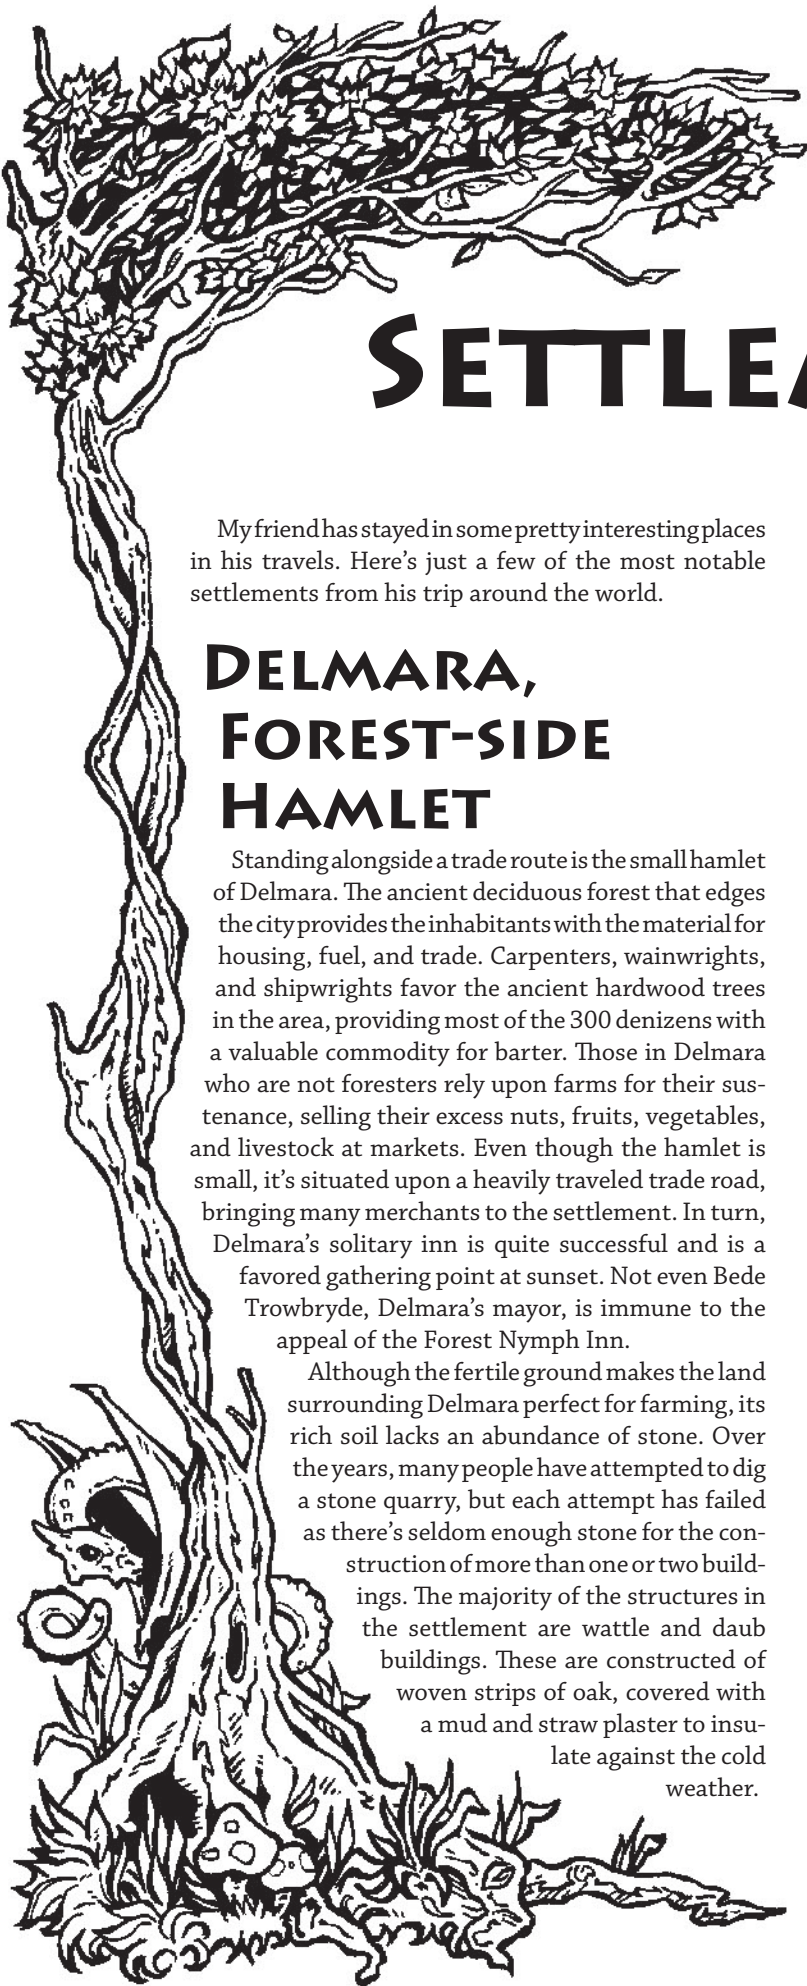 My friend has stayed in some pretty interesting places
in his travels. Here’s just a few of the most notable
settlements from his trip around the world.
Delmara,
Forest-side
Hamlet
Standing alongside a trade route is the small hamlet
of Delmara. The ancient deciduous forest that edges
the city provides the inhabitants with the material for
housing, fuel, and trade. Carpenters, wainwrights,
and shipwrights favor the ancient hardwood trees
in the area, providing most of the 300 denizens with
a valuable commodity for barter. Those in Delmara
who are not foresters rely upon farms for their sus-
tenance, selling their excess nuts, fruits, vegetables,
and livestock at markets. Even though the hamlet is
small, it’s situated upon a heavily traveled trade road,
bringing many merchants to the settlement. In turn,
Delmara’s solitary inn is quite successful and is a
favored gathering point at sunset. Not even Bede
Trowbryde, Delmara’s mayor, is immune to the
appeal of the Forest Nymph Inn.
Although the fertile ground makes the land
surrounding Delmara perfect for farming, its
rich soil lacks an abundance of stone. Over
the years, many people have attempted to dig
a stone quarry, but each attempt has failed
as there’s seldom enough stone for the con-
struction of more than one or two build-
ings. The majority of the structures in
the settlement are wattle and daub
buildings. These are constructed of
woven strips of oak, covered with
a mud and straw plaster to insu-
late against the cold
weather.